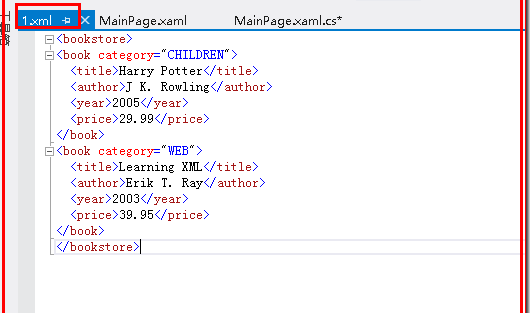 1.xml
MainPage.xaml
MainPage.xaml.cs*
<bookstore>
<book category="CHILDREN">
<title>Harry Potter</title>
<author>J K. Rowling</author>
<year>2005</year>
<price>29.99</price>
</book>
<book category="WEB">
<title>Learning XML</title>
<author>Erik T. Ray</author>
<year>2003</year>
<price>39.95</price>
</book>
</bookstore>